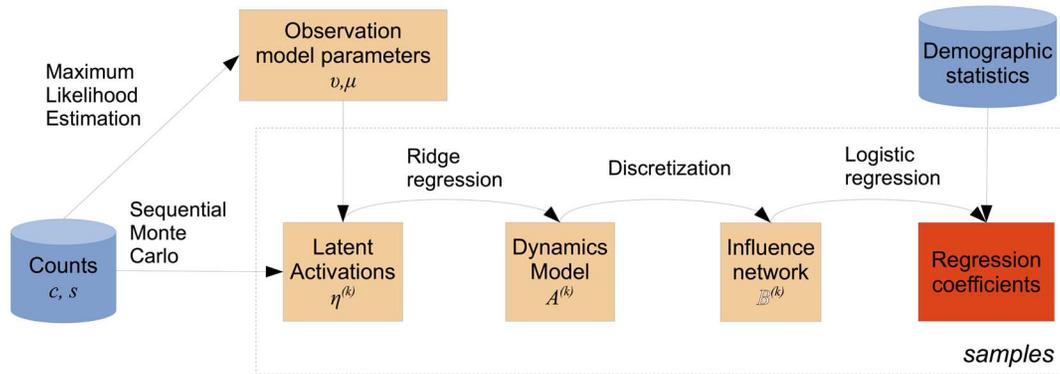 Observation
model parameters
υ,μ
Demographic
statistics
Maximum
Likelihood
Estimation
Ridge
regression
Discretization
Logistic
regression
Sequential
Monte
Carlo
Counts
c, s
Latent
Activations
η(k)
Dynamics
Model
A(k)
Influence
network
𝔹(k)
Regression
coefficients
samples